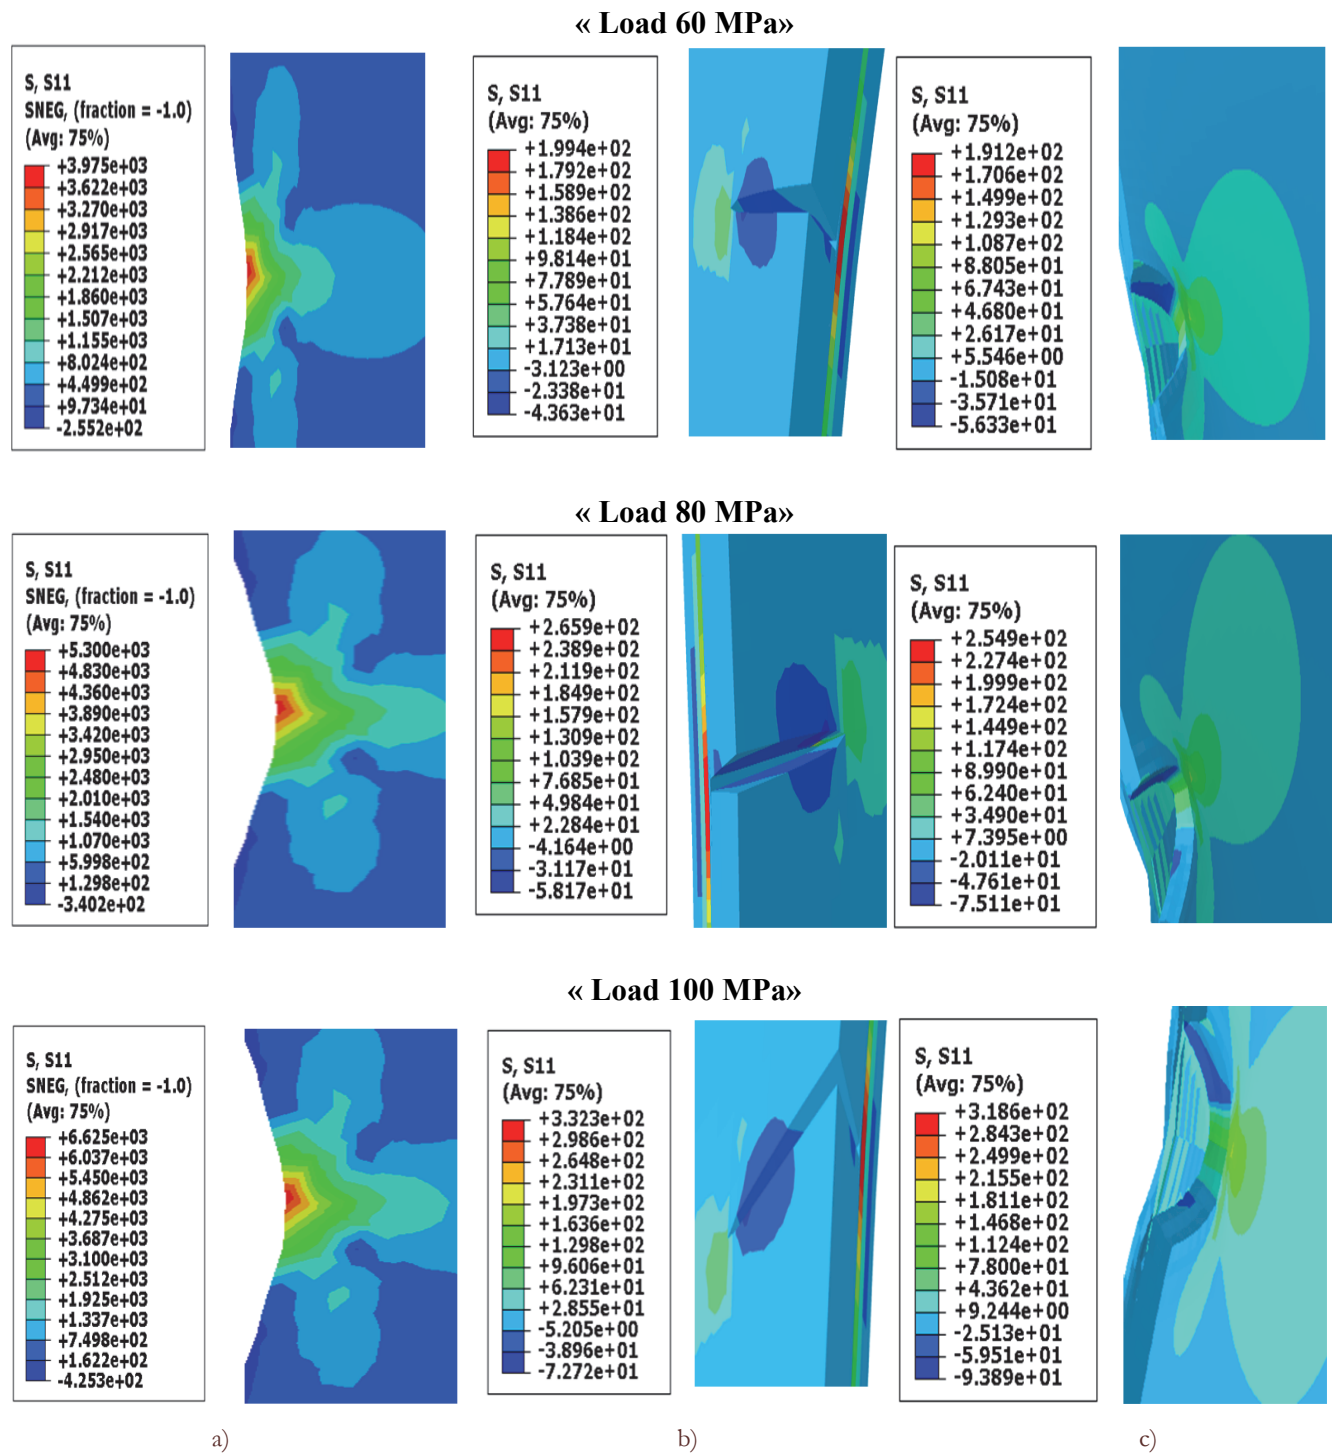 « Load 60 MPa»
S, S11
SNEG, (fraction = -1.0)
(Avg: 75%)
+3.975e+03
+3.622e+03
+3.270e+03
+2.917e+03
+2.565e+03
+2.212e+03
+1.860e+03
+1.507e+03
+1.155e+03
+8.024e+02
+4.499e+02
+9.734e+01
-2.552e+02
S, S11
(Avg: 75%)
+1.994e+02
+1.792e+02
+1.589e+02
+1.386e+02
+1.184e+02
+9.814e+01
+7.789e+01
+5.764e+01
+3.738e+01
+1.713e+01
-3.123e+00
-2.338e+01
-4.363e+01
S, S11
(Avg: 75%)
+1.912e+02
+1.706e+02
+1.499e+02
+1.293e+02
+1.087e+02
+8.805e+01
+6.743e+01
+4.680e+01
+2.617e+01
+5.546e+00
-1.508e+01
-3.571e+01
-5.633e+01
« Load 80 MPa»
S, S11
SNEG, (fraction = -1.0)
(Avg: 75%)
+5.300e+03
+4.830e+03
+4.360e+03
+3.890e+03
+3.420e+03
+2.950e+03
+2.480e+03
+2.010e+03
+1.540e+03
+1.070e+03
+5.998e+02
+1.298e+02
-3.402e+02
S, S11
(Avg: 75%)
+2.659e+02
+2.389e+02
+2.119e+02
+1.849e+02
+1.579e+02
+1.309e+02
+1.039e+02
+7.685e+01
+4.984e+01
+2.284e+01
-4.164e+00
-3.117e+01
-5.817e+01
S, S11
(Avg: 75%)
+2.549e+02
+2.274e+02
+1.999e+02
+1.724e+02
+1.449e+02
+1.174e+02
+8.990e+01
+6.240e+01
+3.490e+01
+7.395e+00
-2.011e+01
-4.761e+01
-7.511e+01
« Load 100 MPa»
S, S11
SNEG, (fraction = -1.0)
(Avg: 75%)
+6.625e+03
+6.037e+03
+5.450e+03
+4.862e+03
+4.275e+03
+3.687e+03
+3.100e+03
+2.512e+03
+1.925e+03
+1.337e+03
+7.498e+02
+1.622e+02
-4.253e+02
S, S11
(Avg: 75%)
+3.323e+02
+2.986e+02
+2.648e+02
+2.311e+02
+1.973e+02
+1.636e+02
+1.298e+02
+9.606e+01
+6.231e+01
+2.855e+01
-5.205e+00
-3.896e+01
-7.272e+01
S, S11
(Avg: 75%)
+3.186e+02
+2.843e+02
+2.499e+02
+2.155e+02
+1.811e+02
+1.468e+02
+1.124e+02
+7.800e+01
+4.362e+01
+9.244e+00
-2.513e+01
-5.951e+01
-9.389e+01
a)
b)
c)